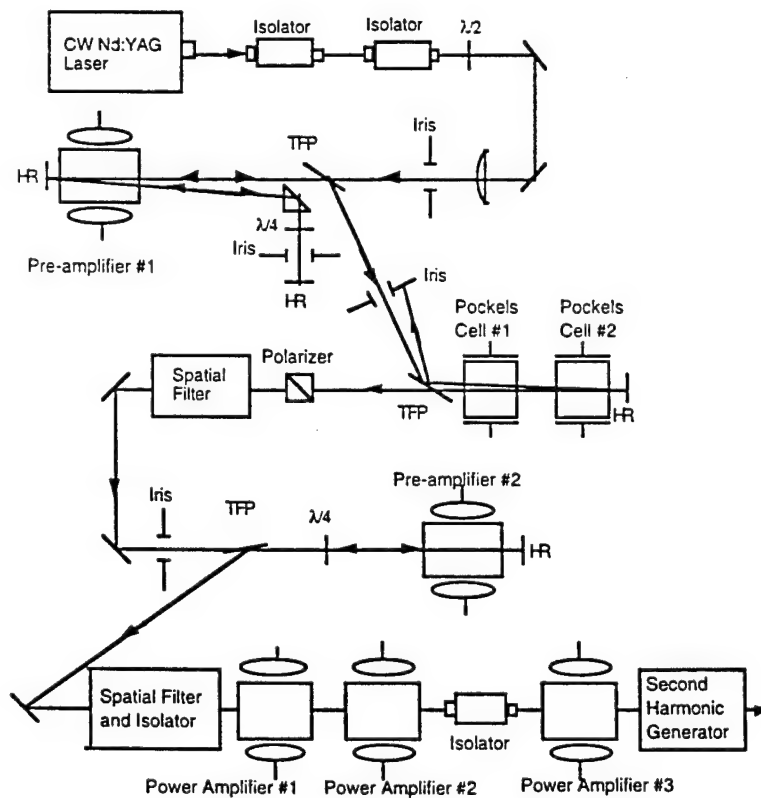 Isolator
Isolator
λ/2
CW Nd:YAG
Laser
Iris
TFP
HR
λ/4
Iris
Pre-amplifier #1
HR
Iris
Pockels
Cell #1
Pockels
Cell #2
Polarizer
Spatial
Filter
TFP
HR
Pre-amplifier #2
Iris
TFP
λ/4
HR
Spatial Filter
and Isolator
Second
Harmonic
Generator
Isolator
Power Amplifier #1
Power Amplifier #2
Power Amplifier #3